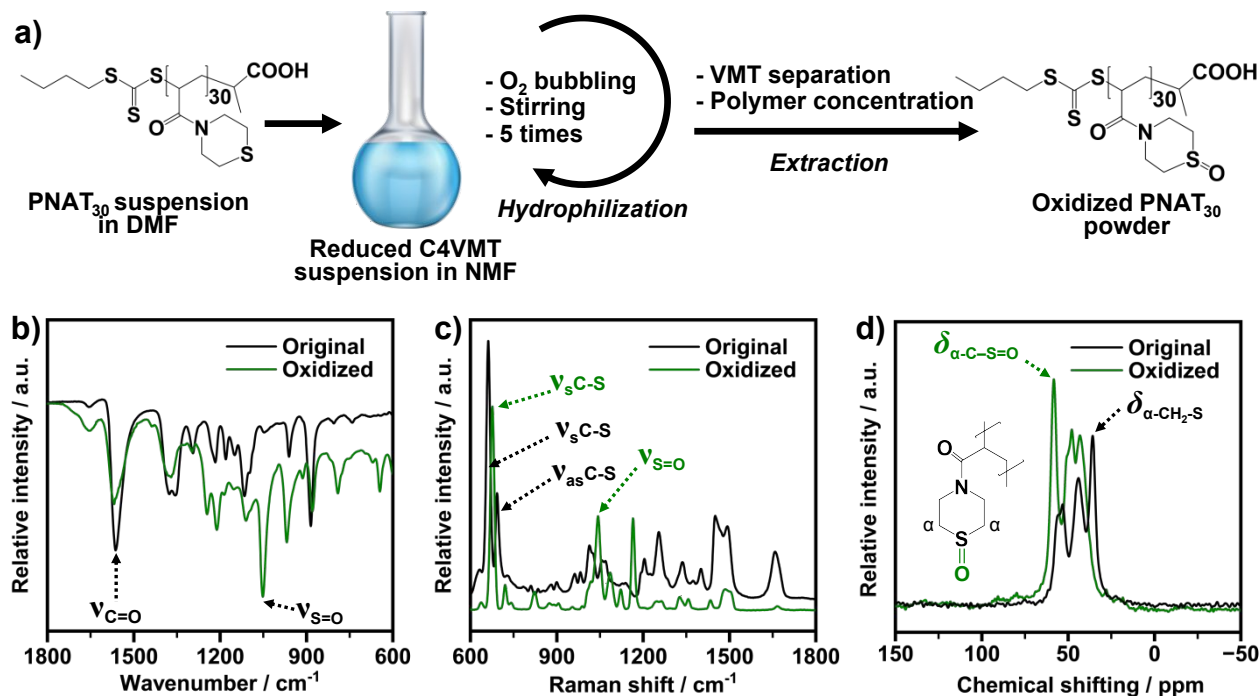 a)
S
S
S
30
COOH
O
N
S
PNAT30 suspension
in DMF
Reduced C4VMT
suspension in NMF
- O2 bubbling
- Stirring
- 5 times
Hydrophilization
- VMT separation
- Polymer concentration
Extraction
S
S
S
30
COOH
O
N
S=O
Oxidized PNAT30
powder
b)
Original
Oxidized
νC=O
νS=O
Relative intensity / a.u.
1800 1500 1200 900 600
Wavenumber / cm-1
c)
Original
Oxidized
νsC-S
νsC-S
νasC-S
νS=O
Relative intensity / a.u.
600 900 1200 1500 1800
Raman shift / cm-1
d)
Original
Oxidized
δα-C–S=O
δα-CH2-S
O
N
α α
S
O
Relative intensity / a.u.
150 100 50 0 −50
Chemical shifting / ppm